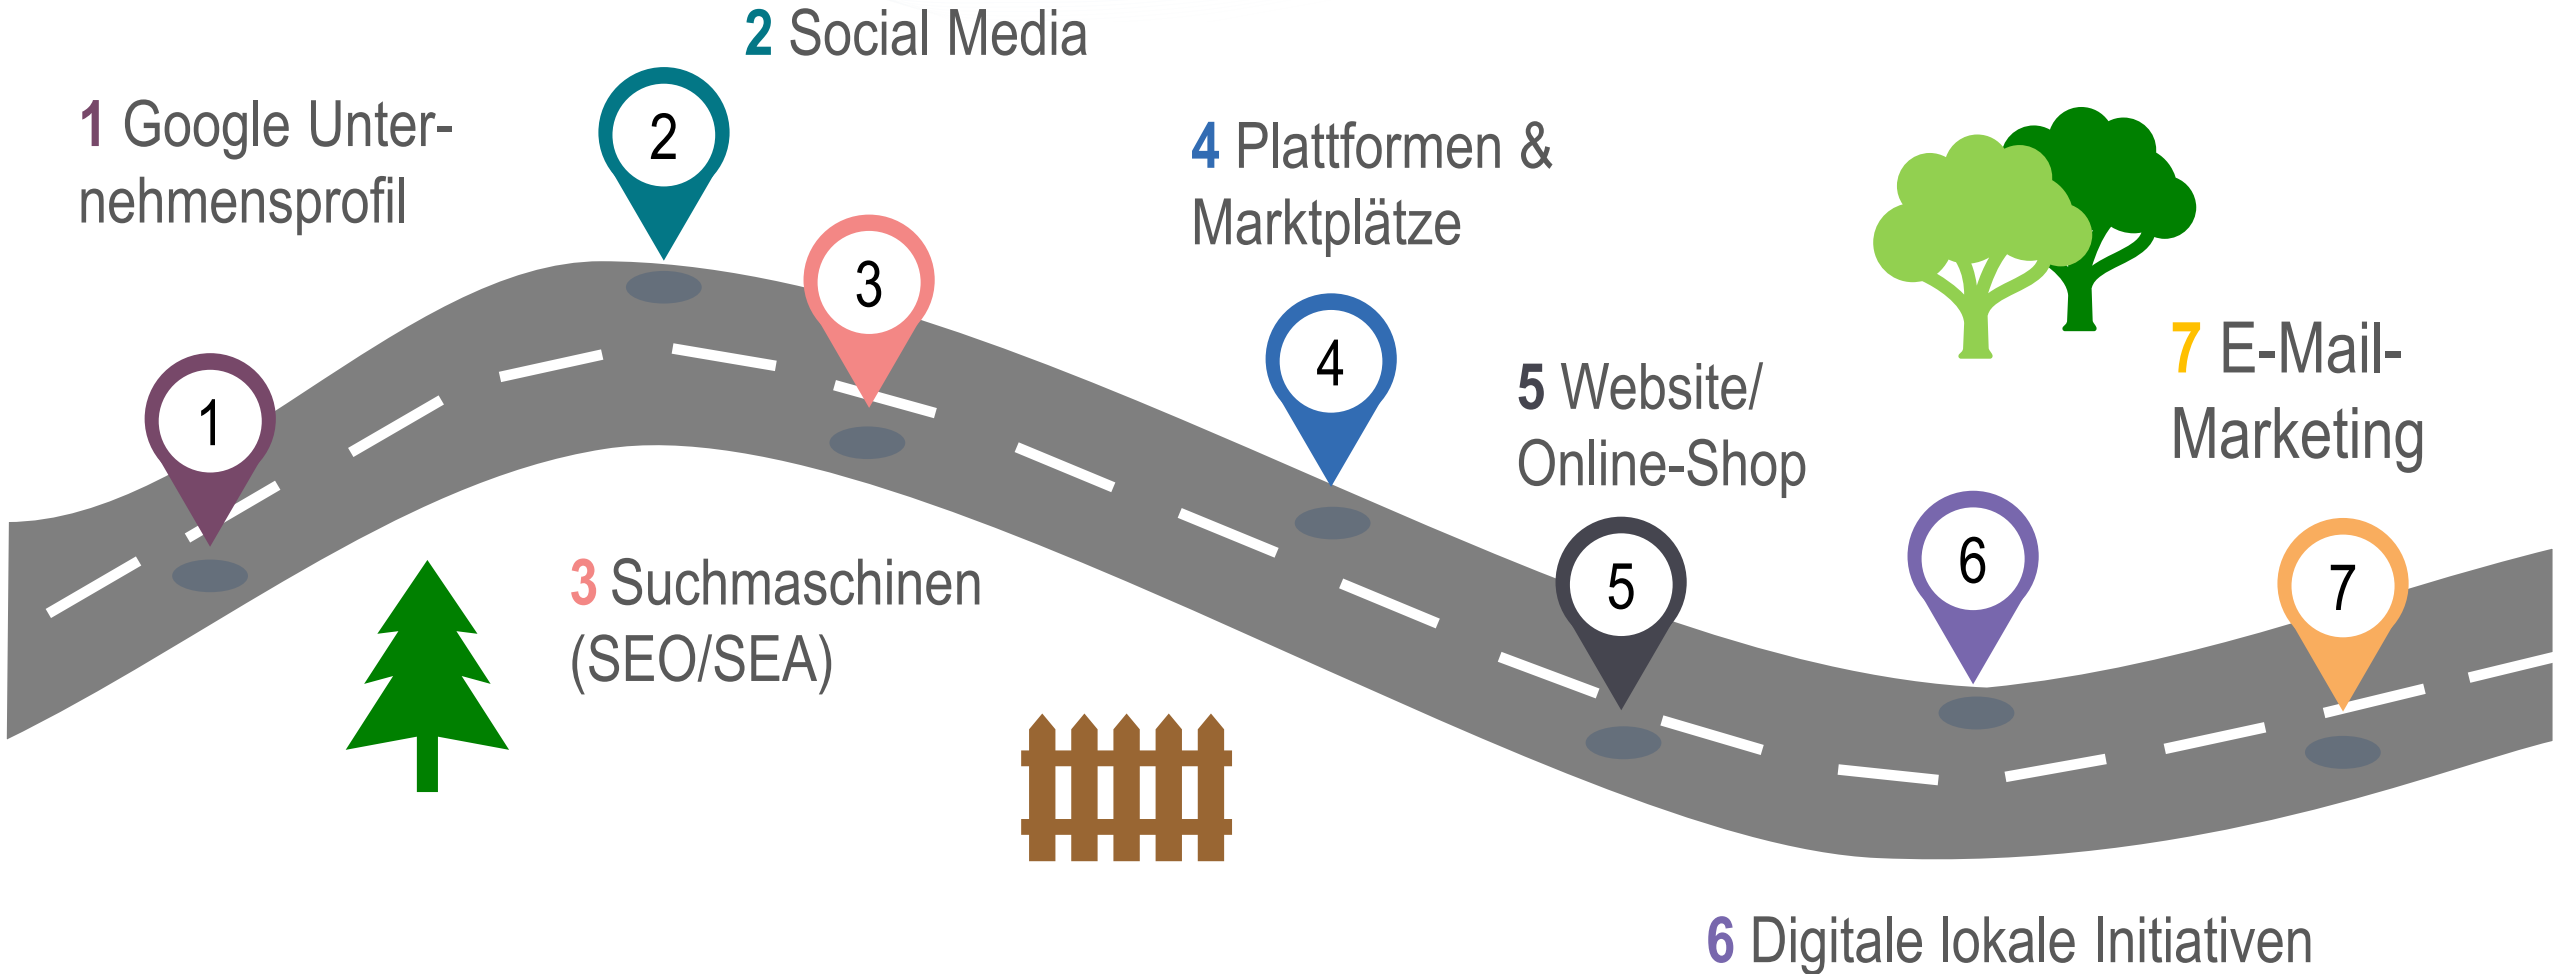 2 Social Media
1 Google Unter-
nehmensprofil
2
4 Plattformen &
Marktplätze
3
7 E-Mail-
Marketing
4
5 Website/
Online-Shop
1
3 Suchmaschinen
(SEO/SEA)
5
6
7
6 Digitale lokale Initiativen